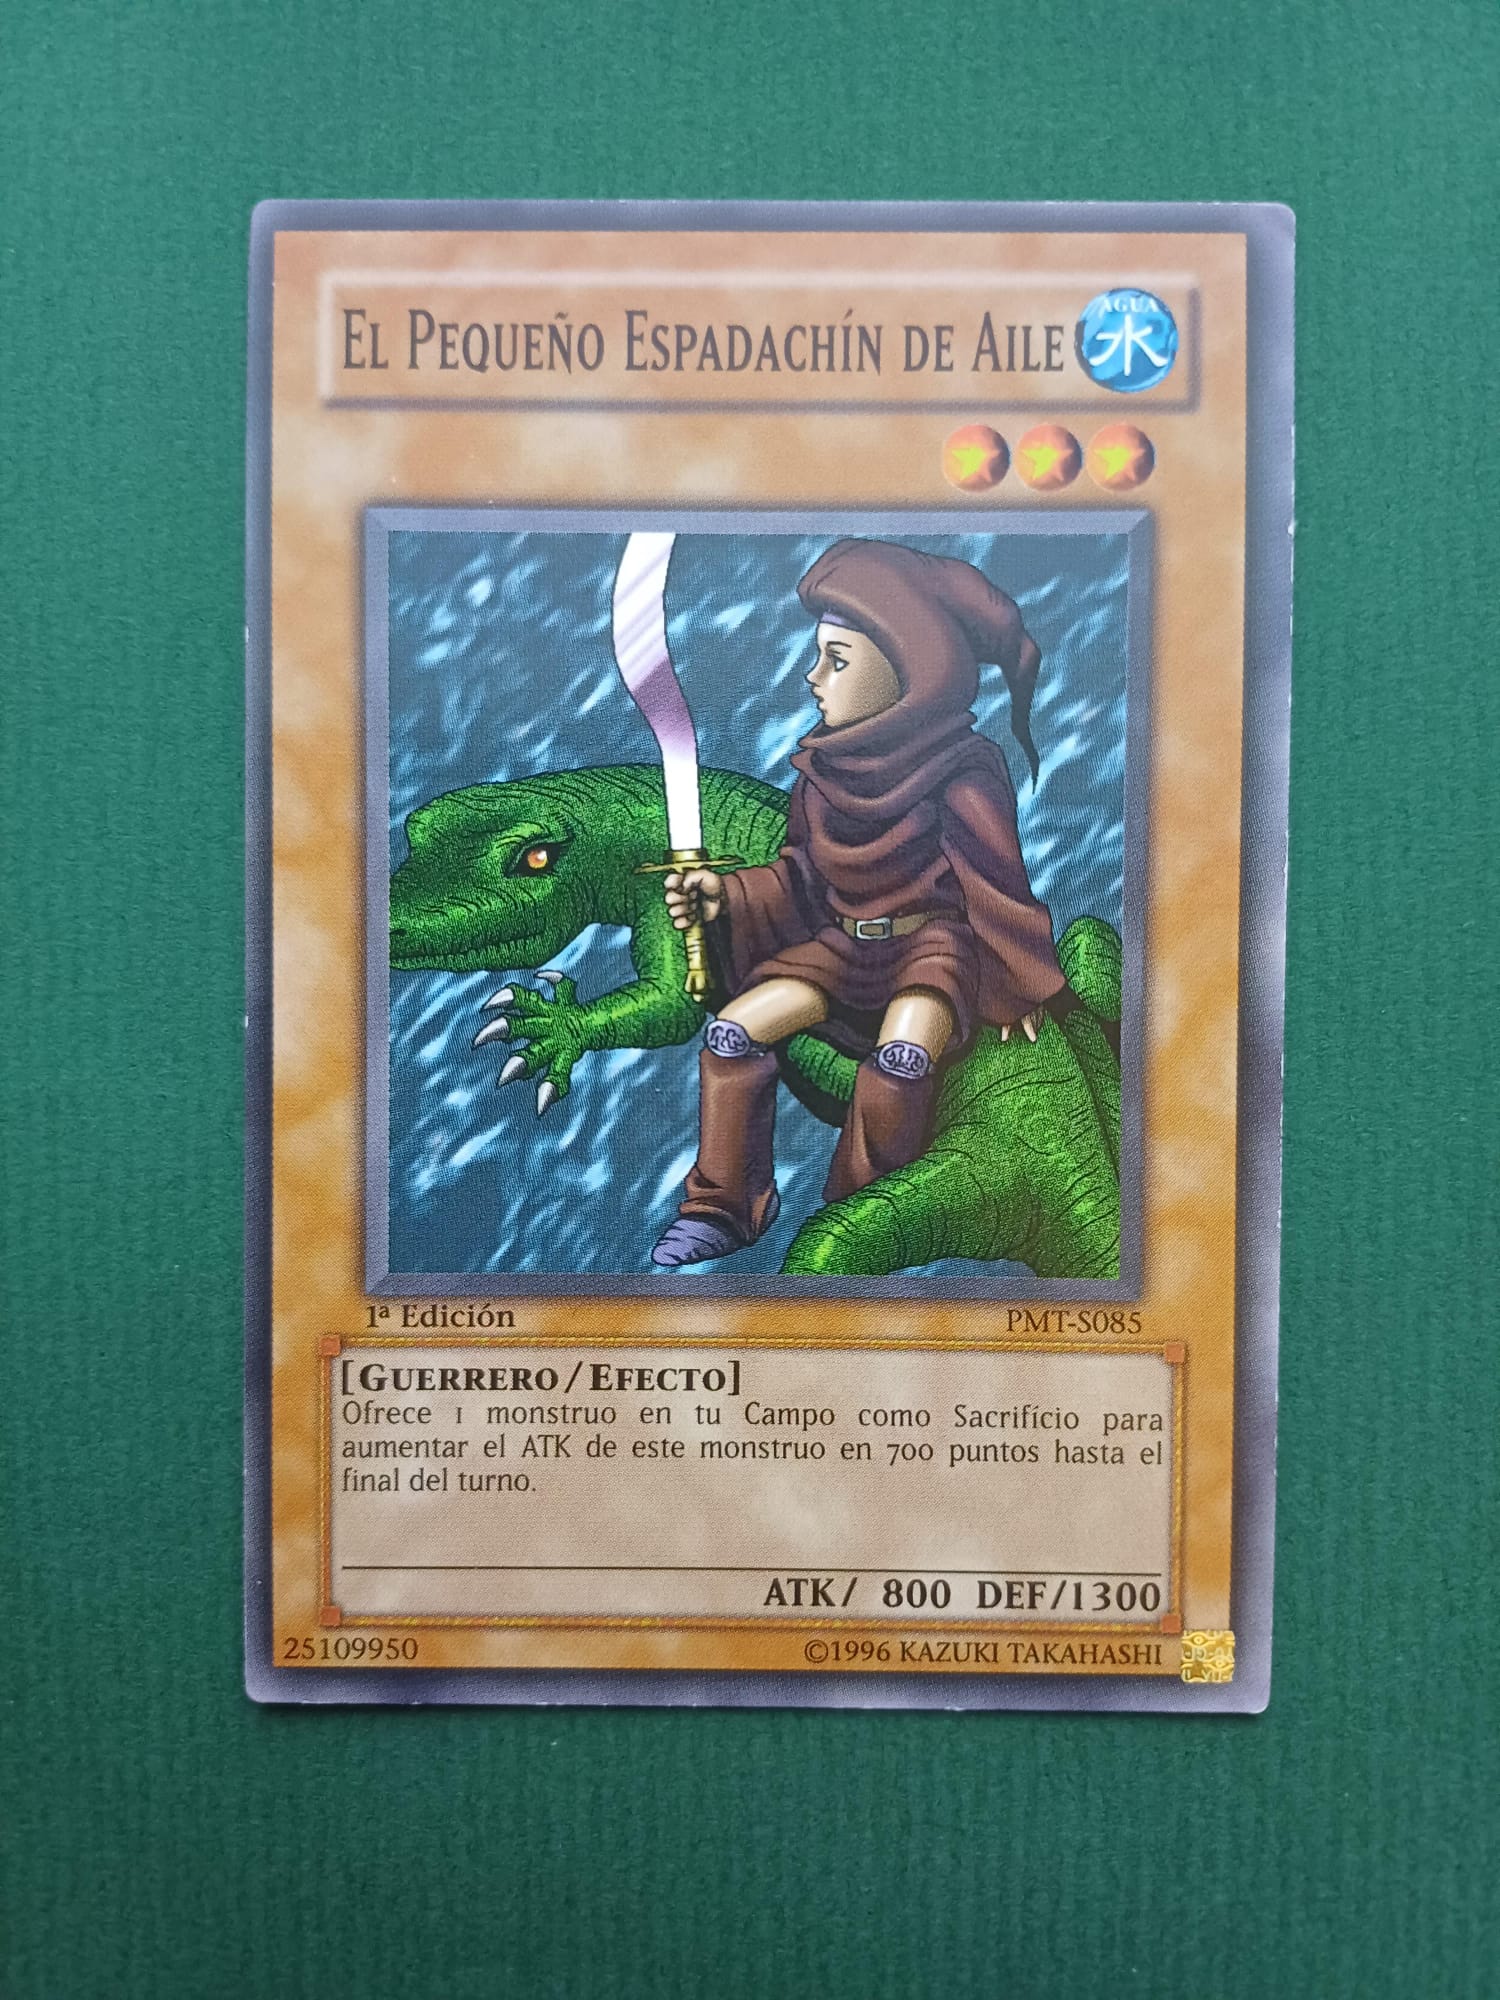 El Pequeño Espadachín de Aile
AGUA
水
1ª Edición
PMT-S085
[Guerrero/Efecto]
Ofrece 1 monstruo en tu Campo como Sacrifício para
aumentar el ATK de este monstruo en 700 puntos hasta el
final del turno.
ATK/ 800 DEF/1300
25109950
©1996 KAZUKI TAKAHASHI